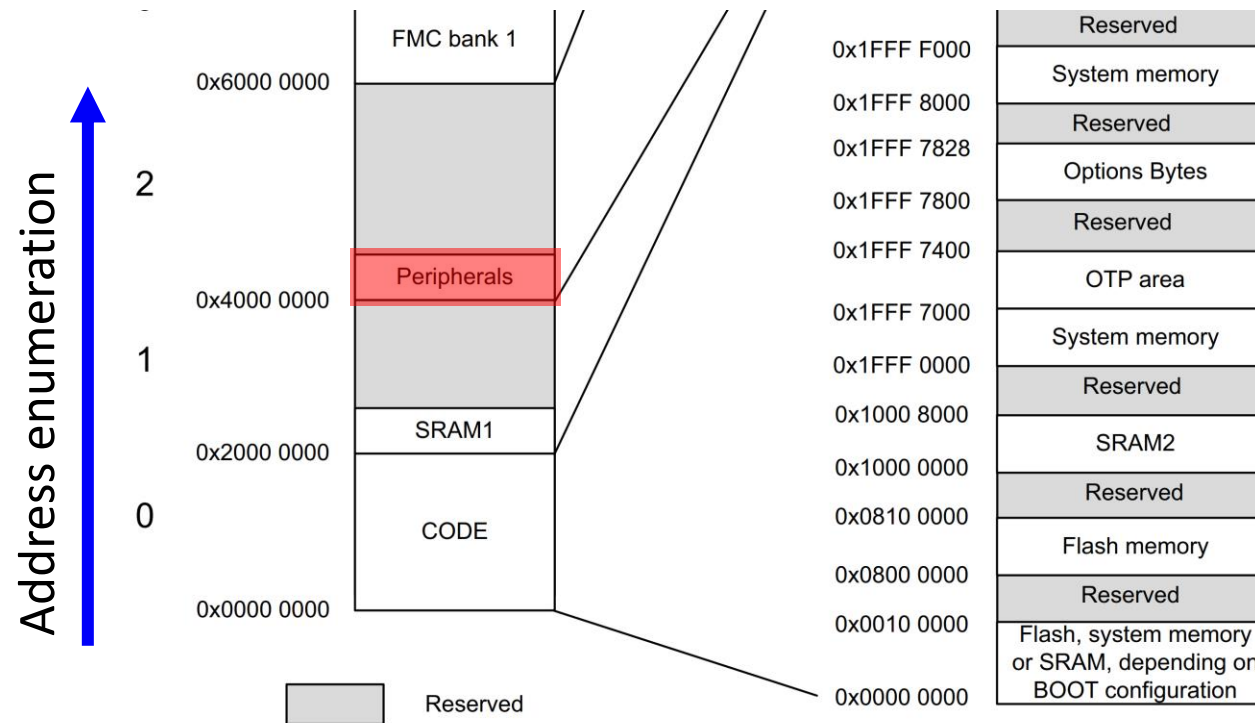 Address enumeration
2
1
0
FMC bank 1
0x6000 0000
Peripherals
0x4000 0000
SRAM1
0x2000 0000
CODE
0x0000 0000
Reserved
Reserved
0x1FFF F000
System memory
0x1FFF 8000
Reserved
0x1FFF 7828
Options Bytes
0x1FFF 7800
Reserved
0x1FFF 7400
OTP area
0x1FFF 7000
System memory
0x1FFF 0000
Reserved
0x1000 8000
SRAM2
0x1000 0000
Reserved
0x0810 0000
Flash memory
0x0800 0000
Reserved
0x0010 0000
Flash, system memory
or SRAM, depending on
BOOT configuration
0x0000 0000